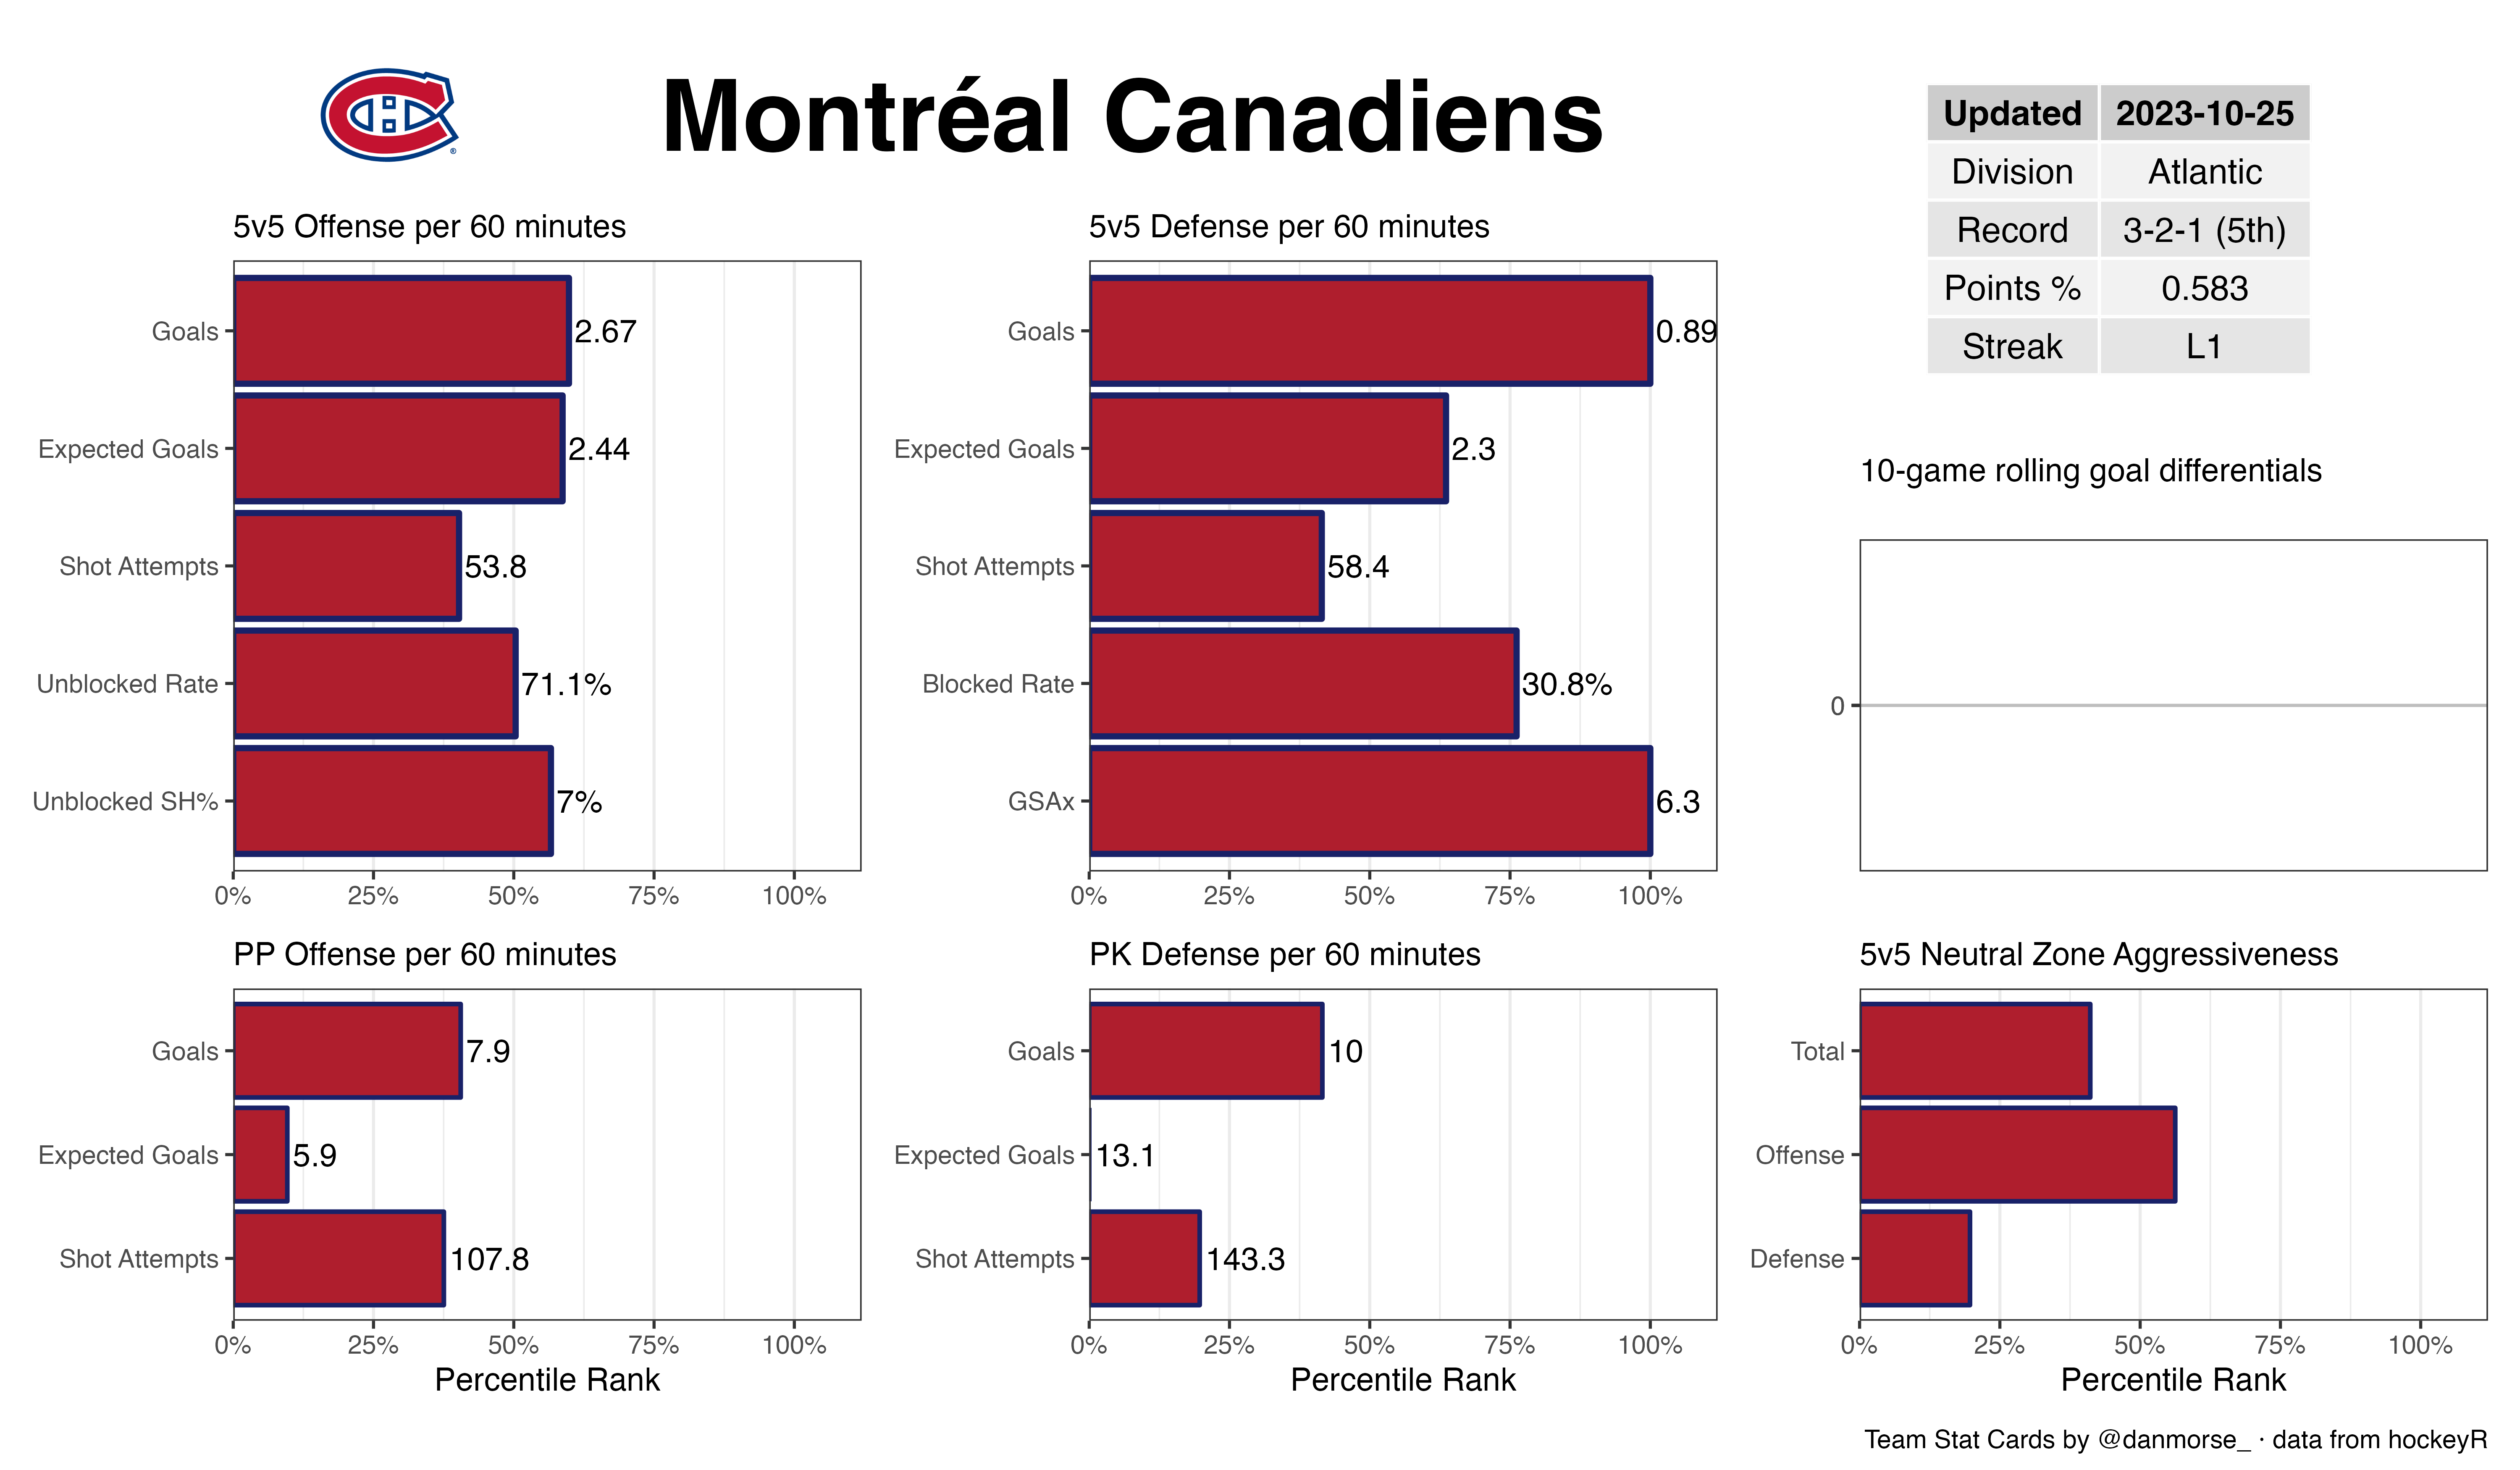 Montréal Canadiens
Updated 2023-10-25
Division Atlantic
Record 3-2-1 (5th)
Points % 0.583
Streak L1
5v5 Offense per 60 minutes
Goals 2.67
Expected Goals 2.44
Shot Attempts 53.8
Unblocked Rate 71.1%
Unblocked SH% 7%
0% 25% 50% 75% 100%
5v5 Defense per 60 minutes
Goals 0.89
Expected Goals 2.3
Shot Attempts 58.4
Blocked Rate 30.8%
GSAx 6.3
0% 25% 50% 75% 100%
10-game rolling goal differentials
0
PP Offense per 60 minutes
Goals 7.9
Expected Goals 5.9
Shot Attempts 107.8
0% 25% 50% 75% 100%
Percentile Rank
PK Defense per 60 minutes
Goals 10
Expected Goals 13.1
Shot Attempts 143.3
0% 25% 50% 75% 100%
Percentile Rank
5v5 Neutral Zone Aggressiveness
Total
Offense
Defense
0% 25% 50% 75% 100%
Percentile Rank
Team Stat Cards by @danmorse_ · data from hockeyR